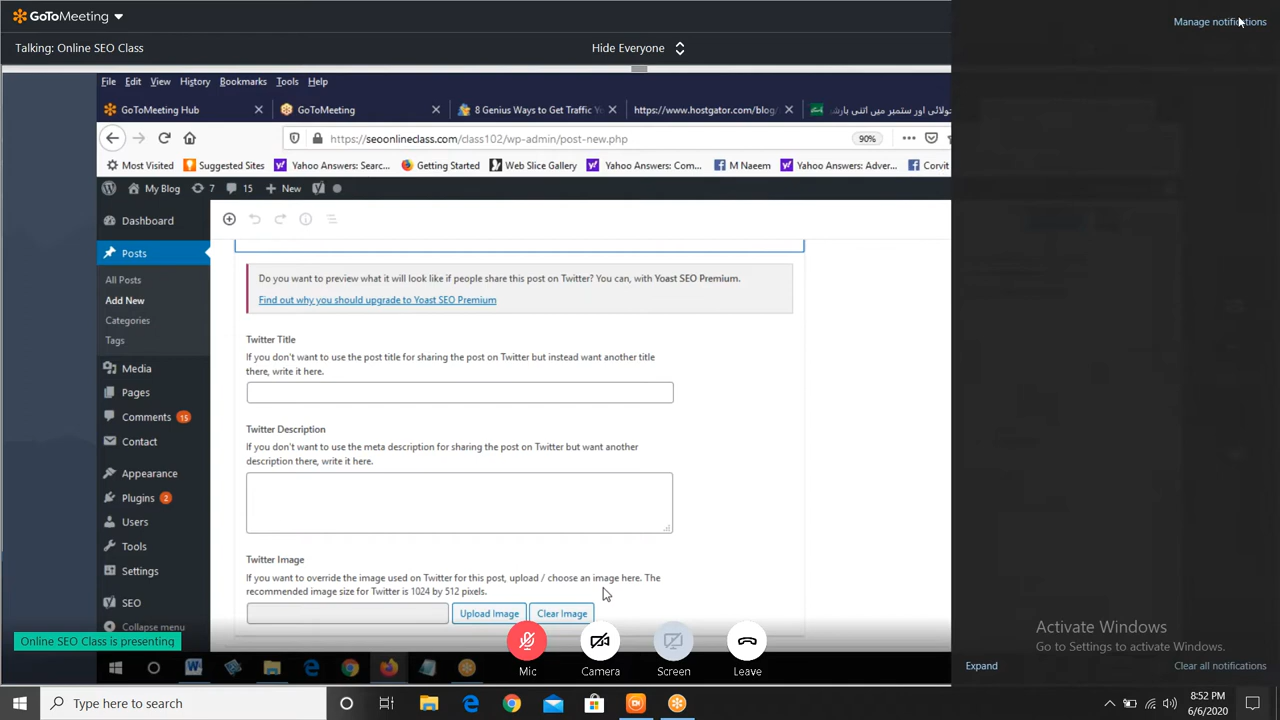 GoToMeeting
Manage notifications
Talking: Online SEO Class
Hide Everyone
File Edit View History Bookmarks Tools Help
GoToMeeting Hub
GoToMeeting
8 Genius Ways to Get Traffic Yo
https://www.hostgator.com/blog/
جولائی اور ستمبر میں اتنی بارش
https://seoonlineclass.com/class102/wp-admin/post-new.php
90%
Most Visited
Suggested Sites
Yahoo Answers: Searc...
Getting Started
Web Slice Gallery
Yahoo Answers: Com...
M Naeem
Yahoo Answers: Adver...
Corvit
My Blog
7
15
New
Dashboard
Posts
All Posts
Add New
Categories
Tags
Media
Pages
Comments 15
Contact
Appearance
Plugins 2
Users
Tools
Settings
SEO
Collapse menu
Do you want to preview what it will look like if people share this post on Twitter? You can, with Yoast SEO Premium.
Find out why you should upgrade to Yoast SEO Premium
Twitter Title
If you don't want to use the post title for sharing the post on Twitter but instead want another title
there, write it here.
Twitter Description
If you don't want to use the meta description for sharing the post on Twitter but want another
description there, write it here.
Twitter Image
If you want to override the image used on Twitter for this post, upload / choose an image here. The
recommended image size for Twitter is 1024 by 512 pixels.
Upload Image
Clear Image
Online SEO Class is presenting
Mic
Camera
Screen
Leave
Activate Windows
Go to Settings to activate Windows.
Expand
Clear all notifications
Type here to search
8:52 PM
6/6/2020